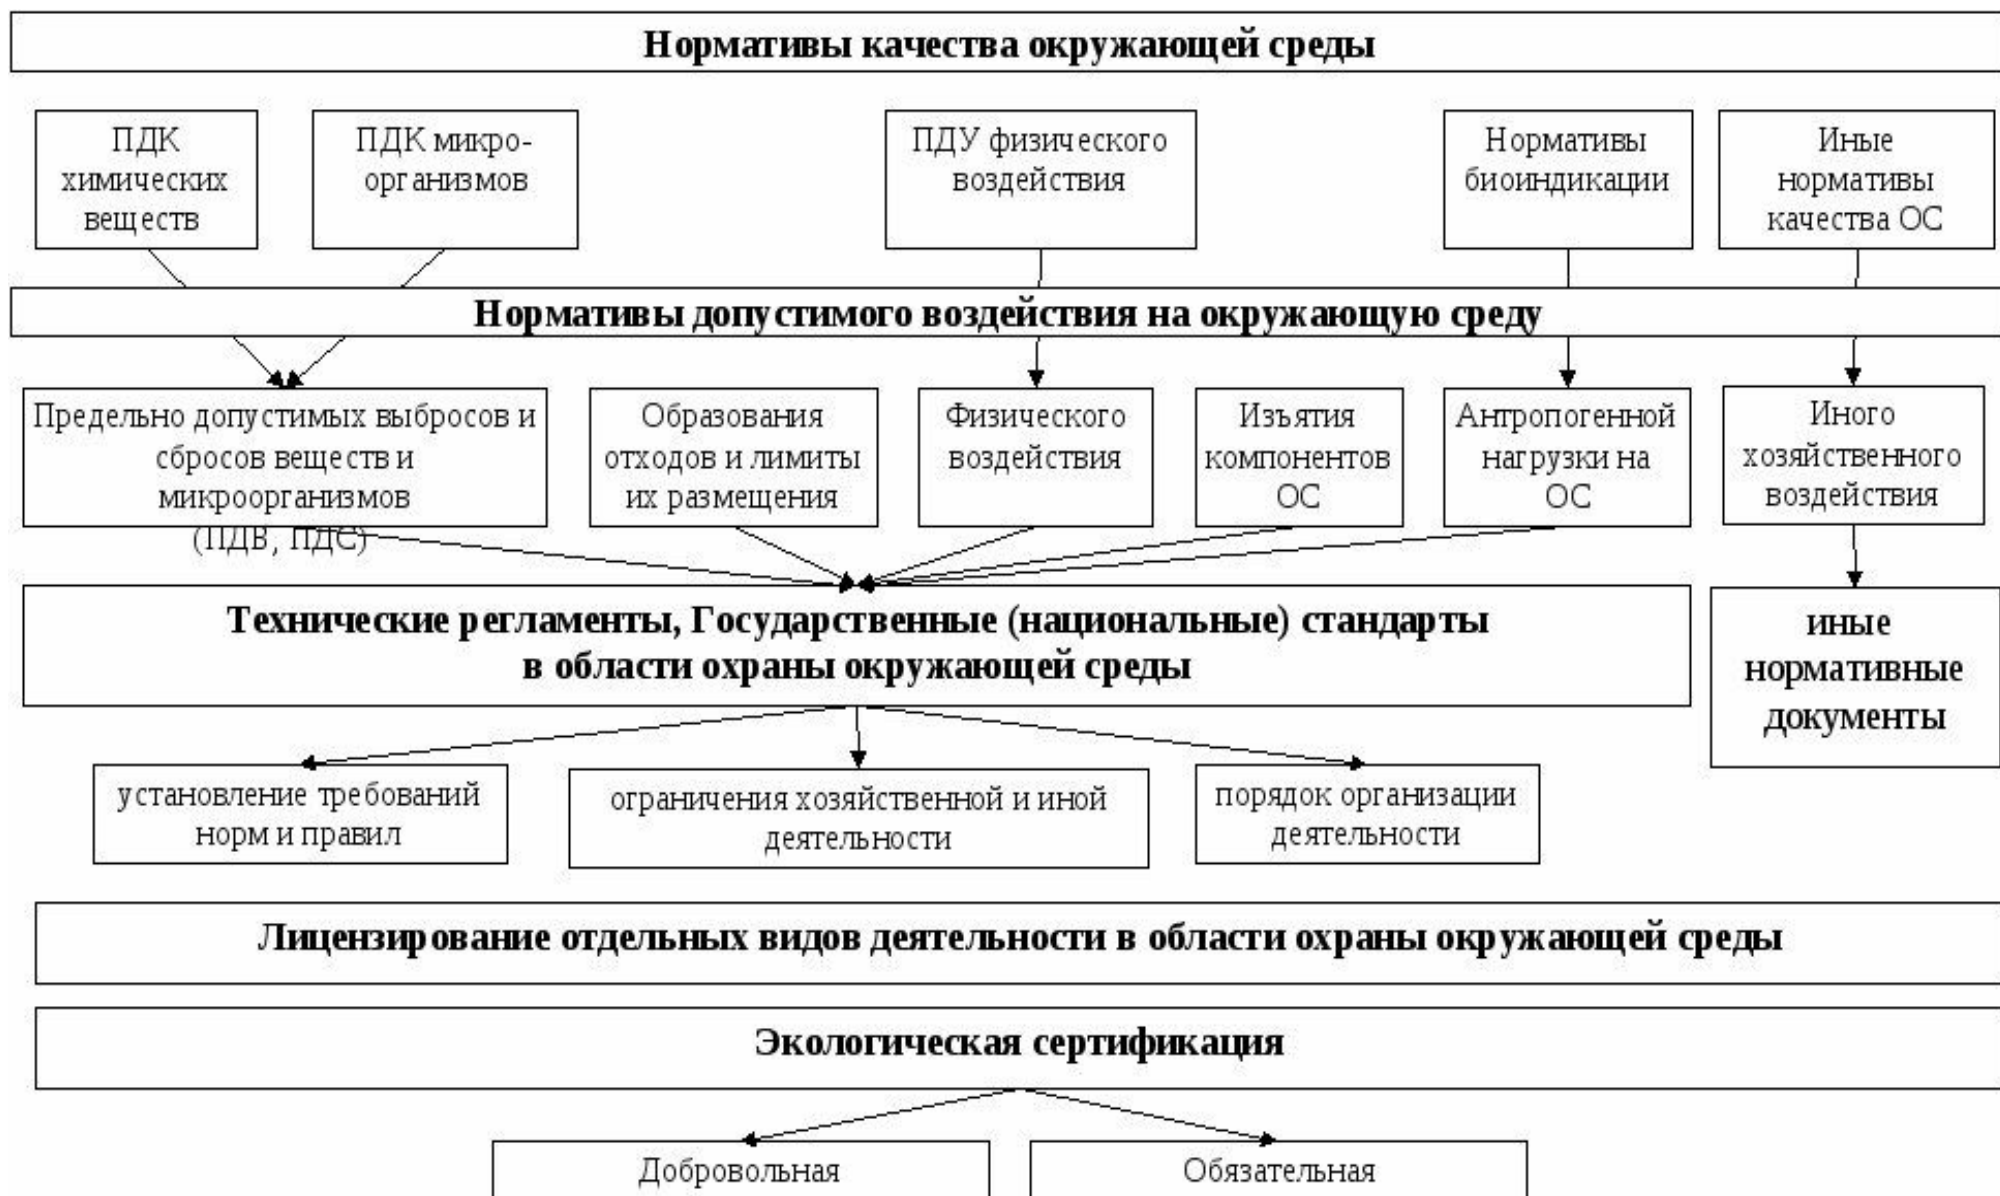 Нормативы качества окружающей среды
ПДК
химических
веществ
ПДК микро-
организмов
ПДУ физического
воздействия
Нормативы
биоиндикации
Иные
нормативы
качества ОС
Нормативы допустимого воздействия на окружающую среду
Предельно допустимых выбросов и
сбросов веществ и
микроорганизмов
(ПДВ, ПДС)
Образования
отходов и лимиты
их размещения
Физического
воздействия
Изъятия
компонентов
ОС
Антропогенной
нагрузки на
ОС
Иного
хозяйственного
воздействия
Технические регламенты, Государственные (национальные) стандарты
в области охраны окружающей среды
иные
нормативные
документы
установление требований
норм и правил
ограничения хозяйственной и иной
деятельности
порядок организации
деятельности
Лицензирование отдельных видов деятельности в области охраны окружающей среды
Экологическая сертификация
Добровольная
Обязательная